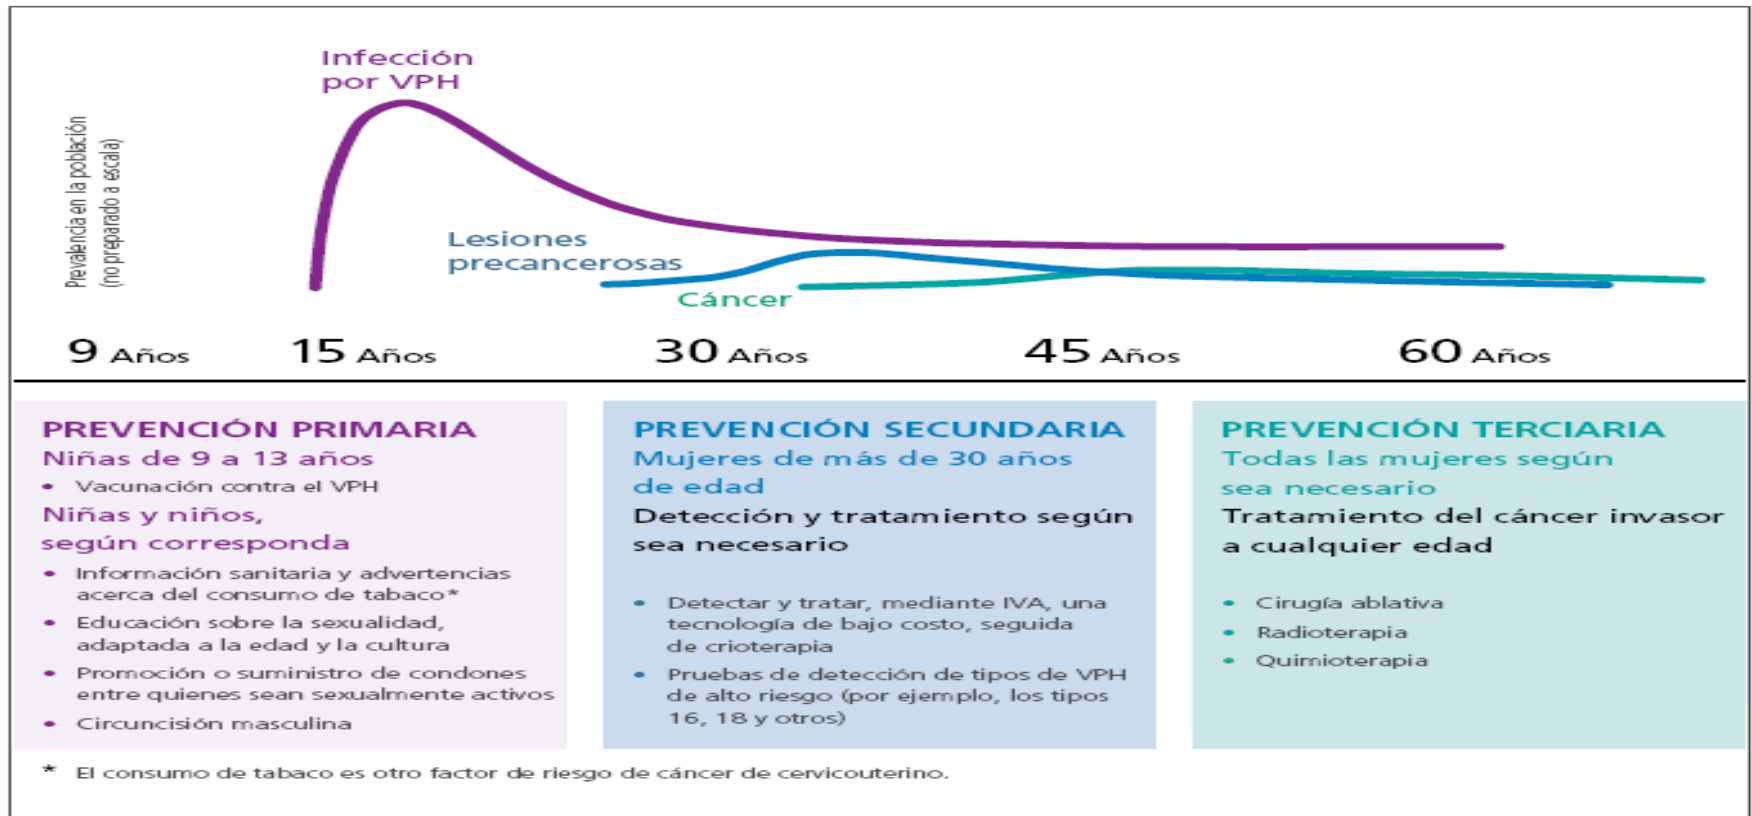 Infección
por VPH
Prevalencia en la población
(no preparado a escala)
Lesiones
precancerosas
Cáncer
9 Años 15 Años 30 Años 45 Años 60 Años
PREVENCIÓN PRIMARIA
Niñas de 9 a 13 años
• Vacunación contra el VPH
Niñas y niños,
según corresponda
• Información sanitaria y advertencias
acerca del consumo de tabaco*
• Educación sobre la sexualidad,
adaptada a la edad y la cultura
• Promoción o suministro de condones
entre quienes sean sexualmente activos
• Circuncisión masculina
PREVENCIÓN SECUNDARIA
Mujeres de más de 30 años
de edad
Detección y tratamiento según
sea necesario
• Detectar y tratar, mediante IVA, una
tecnología de bajo costo, seguida
de crioterapia
• Pruebas de detección de tipos de VPH
de alto riesgo (por ejemplo, los tipos
16, 18 y otros)
PREVENCIÓN TERCIARIA
Todas las mujeres según
sea necesario
Tratamiento del cáncer invasor
a cualquier edad
• Cirugía ablativa
• Radioterapia
• Quimioterapia
* El consumo de tabaco es otro factor de riesgo de cáncer de cervicouterino.